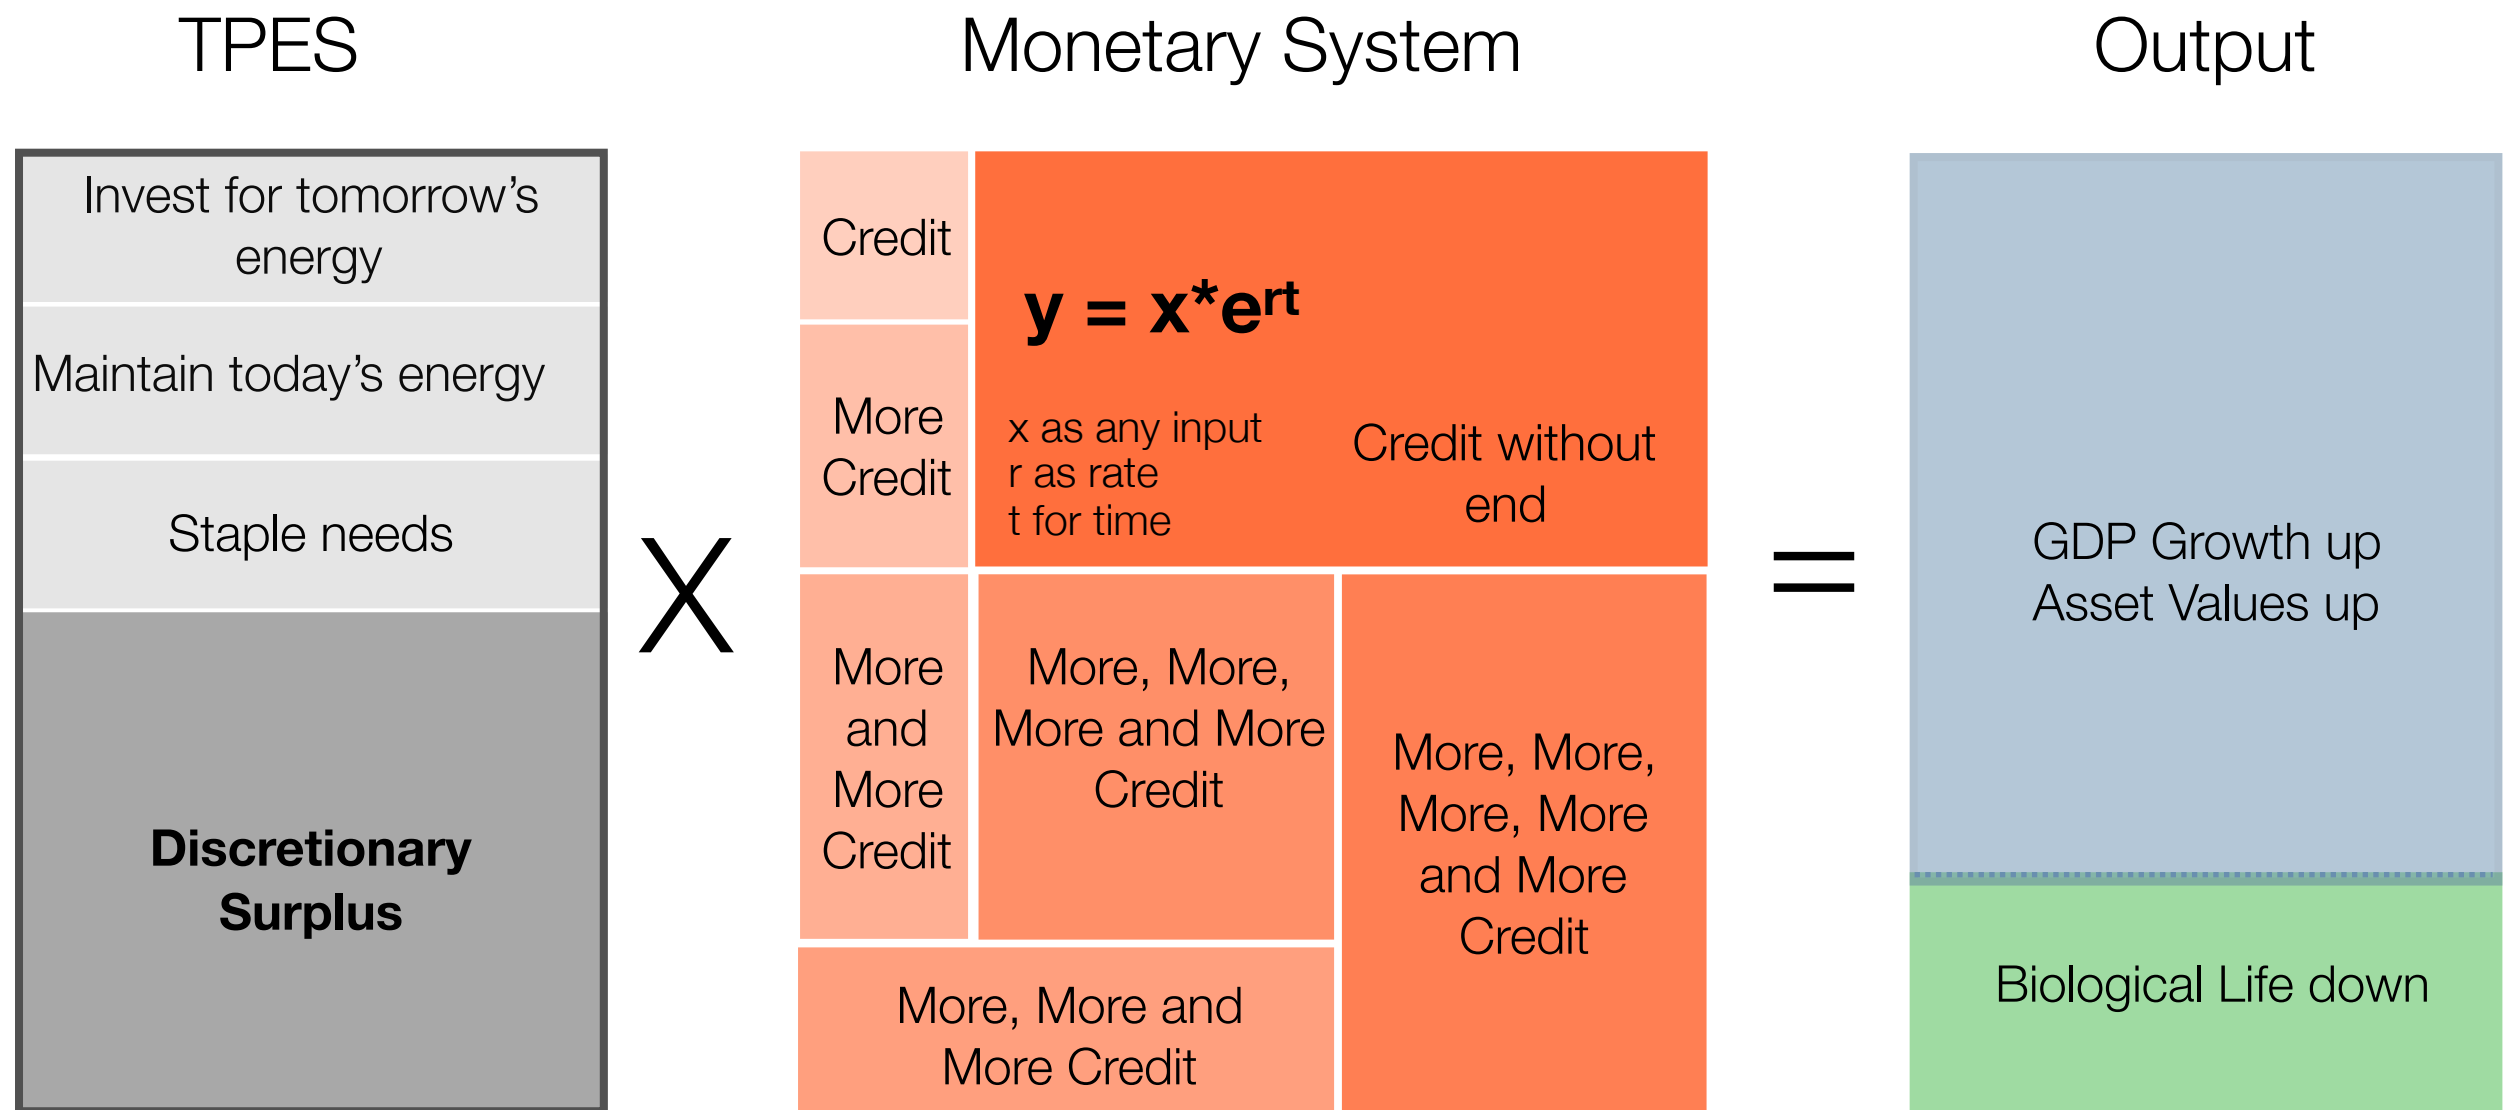 TPES
Monetary System
Output
Invest for tomorrow’s
energy
Maintain today’s energy
Staple needs
Discretionary
Surplus
X
Credit
More
Credit
More
and
More
Credit
y = x*eʳᵗ
x as any input
r as rate
t for time
Credit without
end
More, More,
More and More
Credit
More, More,
More, More
and More
Credit
More, More and
More Credit
=
GDP Growth up
Asset Values up
Biological Life down